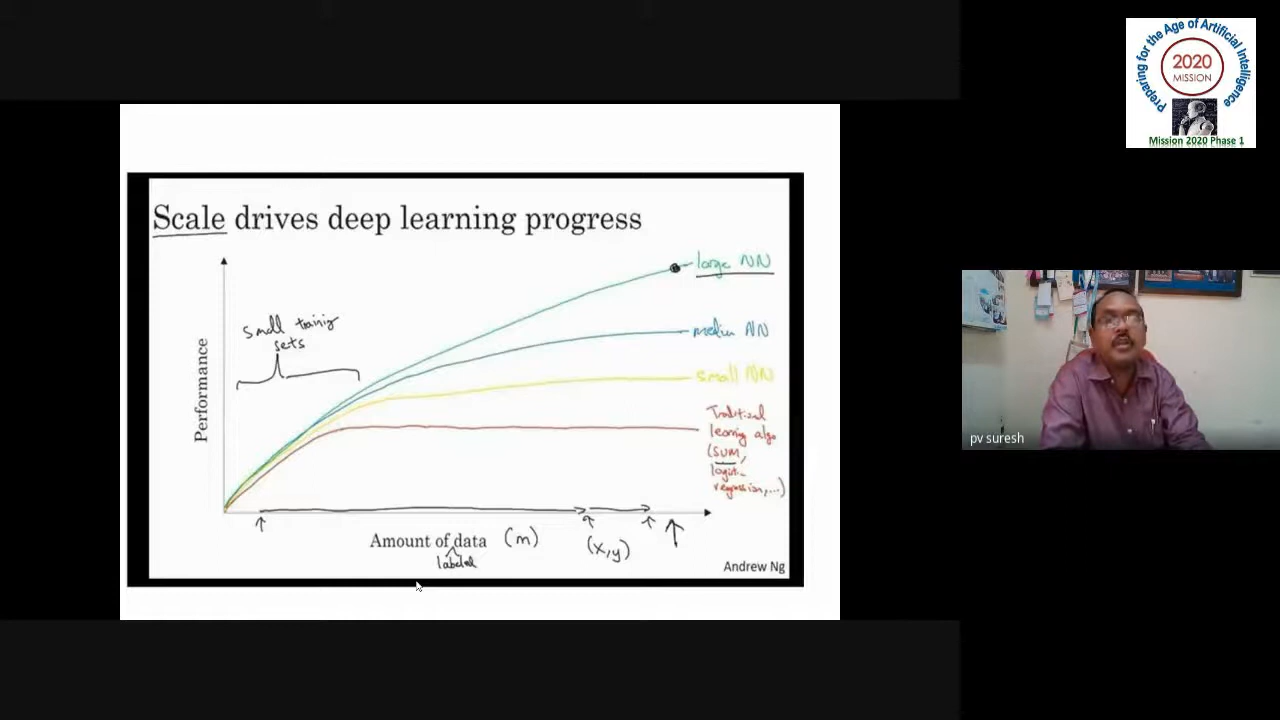 Preparing for the Age of Artificial Intelligence
2020
MISSION
Mission 2020 Phase 1
Scale drives deep learning progress
large NN
small training
sets
medium NN
Performance
small NN
Traditional
learning algo
(SVM,
logistic
regression,...)
Amount of data (m)
labeled
(x,y)
Andrew Ng
pv suresh